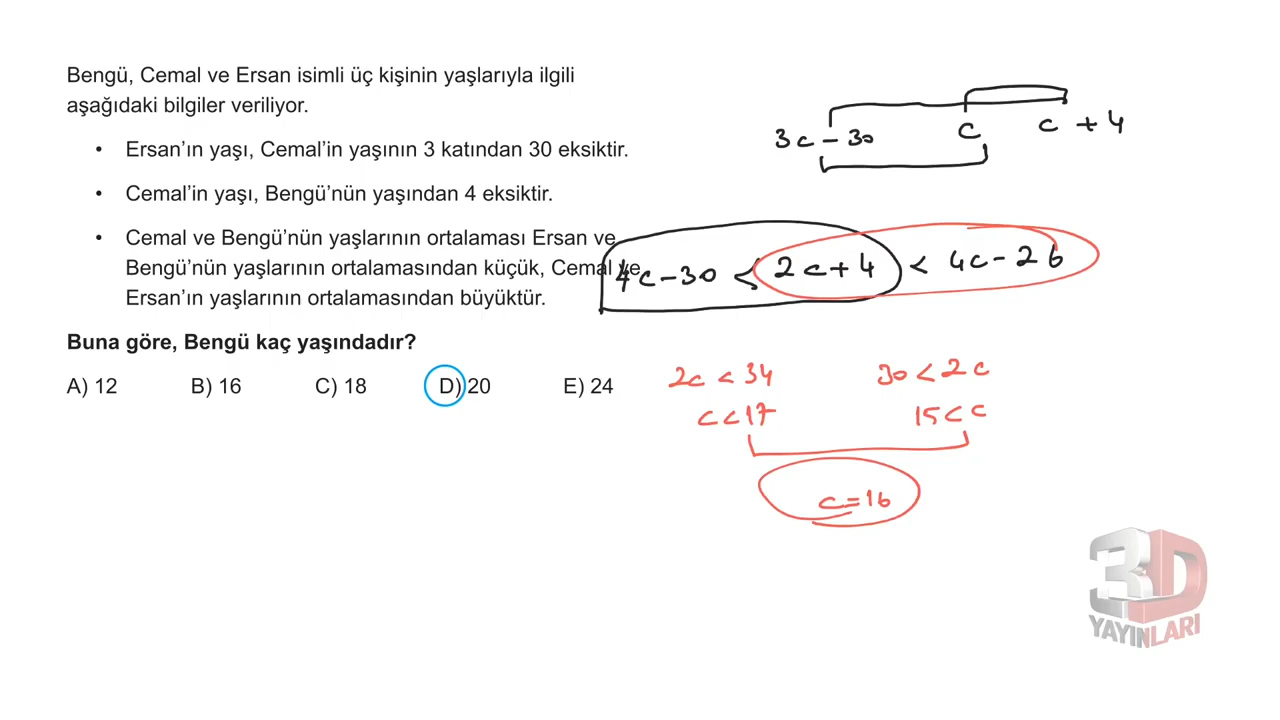 Bengü, Cemal ve Ersan isimli üç kişinin yaşlarıyla ilgili
aşağıdaki bilgiler veriliyor.
• Ersan’ın yaşı, Cemal’in yaşının 3 katından 30 eksiktir.
• Cemal’in yaşı, Bengü’nün yaşından 4 eksiktir.
• Cemal ve Bengü’nün yaşlarının ortalaması Ersan ve
Bengü’nün yaşlarının ortalamasından küçük, Cemal ve
Ersan’ın yaşlarının ortalamasından büyüktür.
Buna göre, Bengü kaç yaşındadır?
A) 12 B) 16 C) 18 D) 20 E) 24
3c - 30 c c + 4
4c - 30 < 2c + 4 < 4c - 26
2c < 34 30 < 2c
c < 17 15 < c
c = 16
3D
YAYINLARI